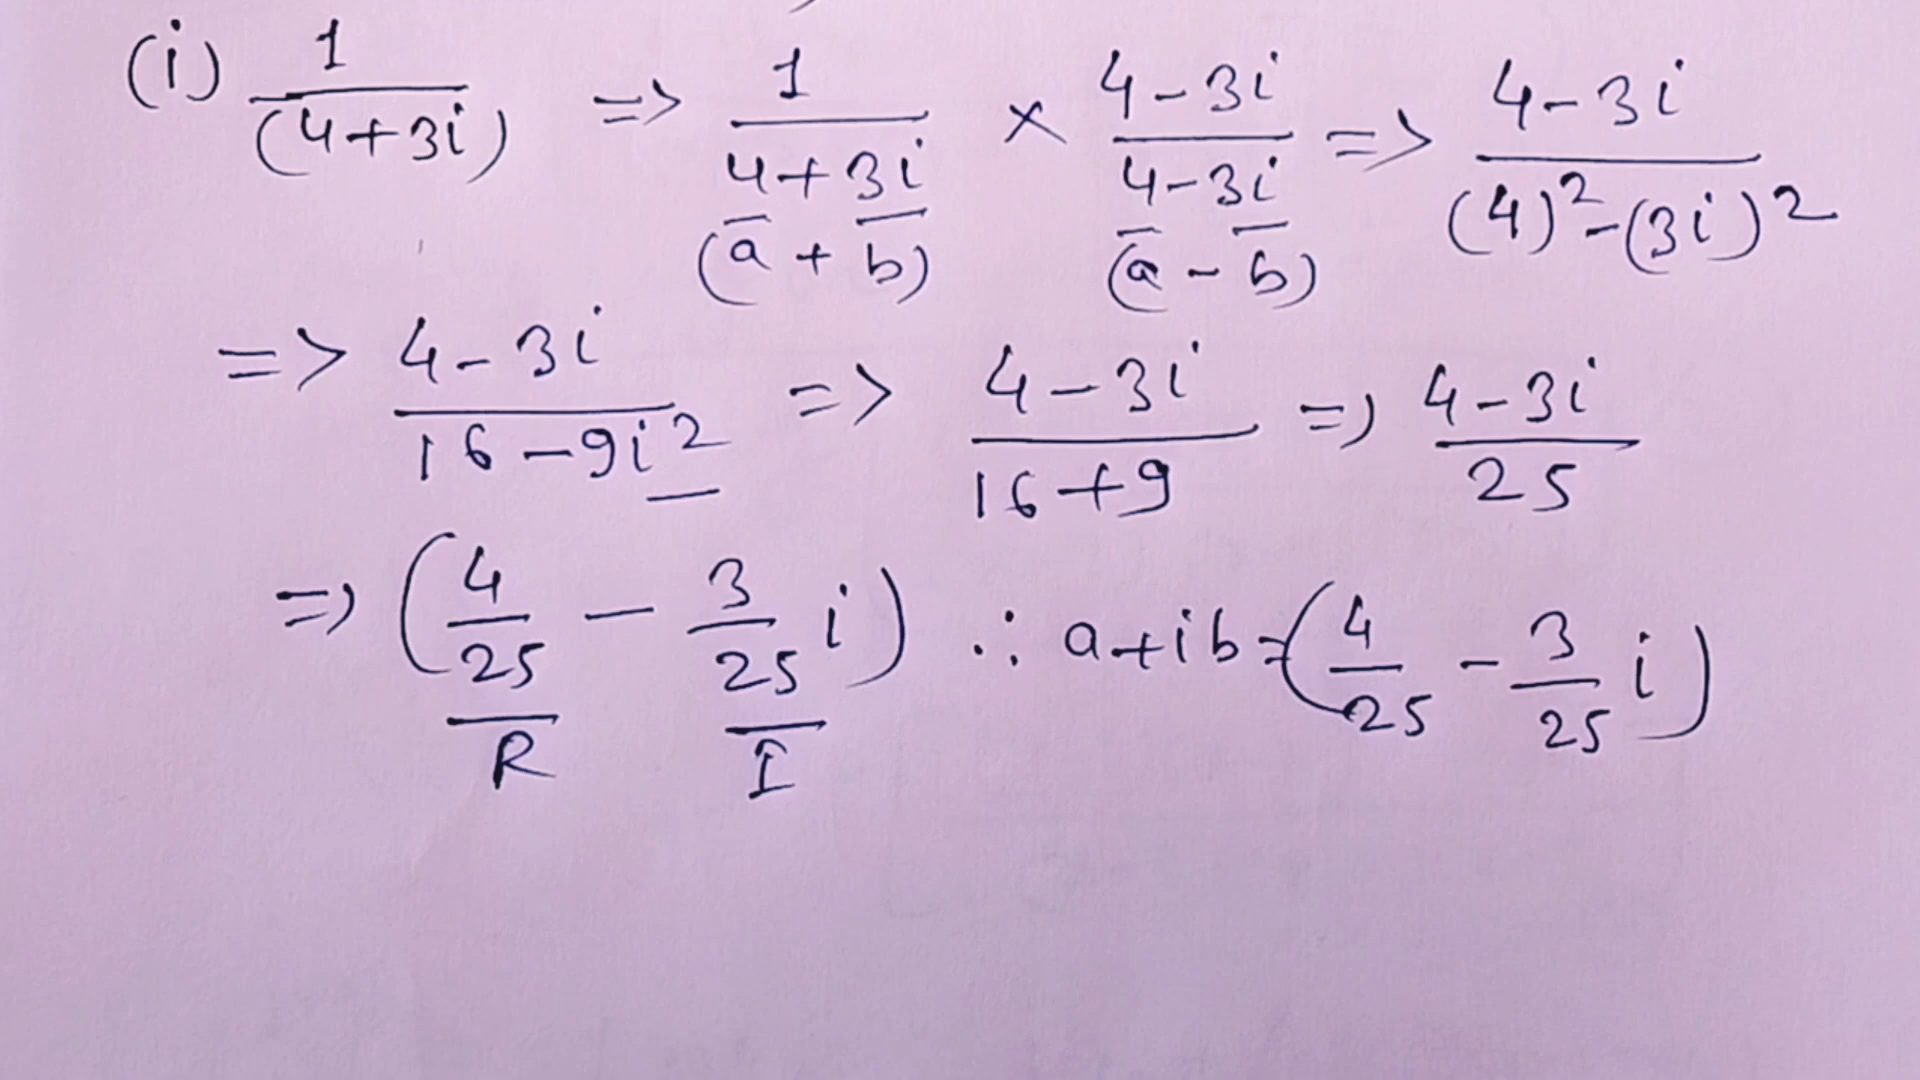 (i) 1/(4+3i) => 1/4+3i × 4-3i/4-3i => 4-3i/(4)²-(3i)²
(a + b) (a - b)
=> 4-3i/16-9i² => 4-3i/16+9 => 4-3i/25
=> (4/25 - 3/25 i) ∴ a+ib = (4/25 - 3/25 i)
R I